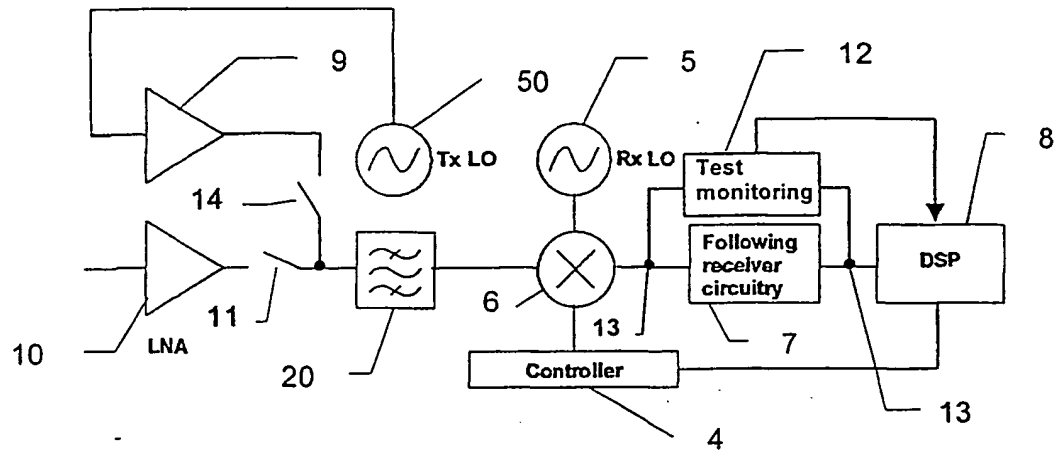 9
50
5
12
8
Tx LO
Rx LO
Test
monitoring
14
Following
receiver
circuitry
DSP
11
6
13
10
LNA
20
7
Controller
13
4